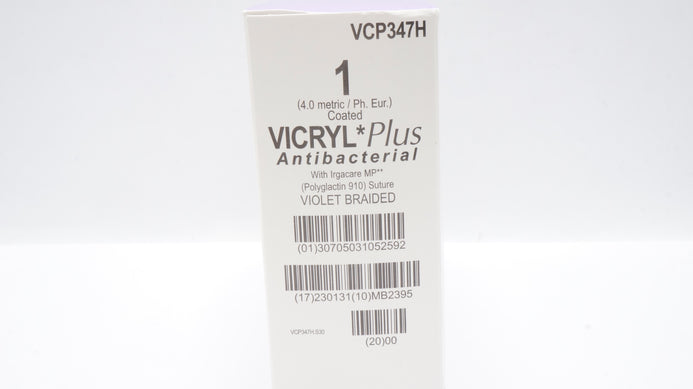 VCP347H
1
(4.0 metric / Ph. Eur.)
Coated
VICRYL* Plus
Antibacterial
With Irgacare MP**
(Polyglactin 910) Suture
VIOLET BRAIDED
(01)30705031052592
(17)230131(10)MB2395
VCP347H.S30
(20)00